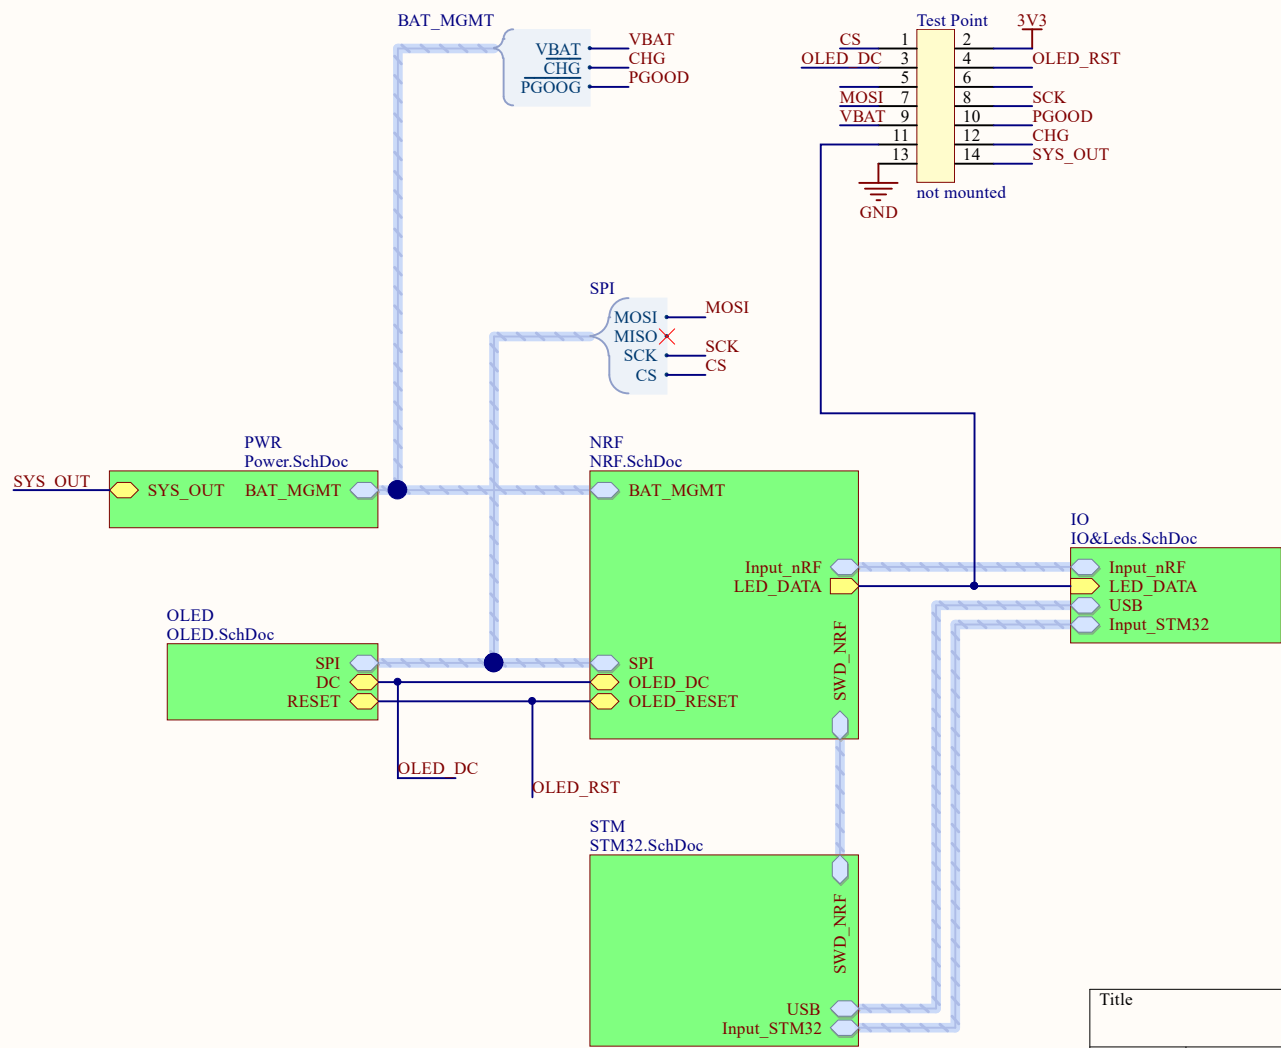 BAT_MGMT
VBAT
CHG
PGOOG
VBAT
CHG
PGOOD
Test Point
3V3
CS 1 2
OLED_DC 3 4 OLED_RST
5 6
MOSI 7 8 SCK
VBAT 9 10 PGOOD
11 12 CHG
13 14 SYS_OUT
not mounted
GND
SPI
MOSI MOSI
MISO
SCK SCK
CS CS
PWR
Power.SchDoc
SYS_OUT
SYS_OUT BAT_MGMT
NRF
NRF.SchDoc
BAT_MGMT
Input_nRF
LED_DATA
SWD_NRF
SPI
OLED_DC
OLED_RESET
IO
IO&Leds.SchDoc
Input_nRF
LED_DATA
USB
Input_STM32
OLED
OLED.SchDoc
SPI
DC
RESET
OLED_DC
OLED_RST
STM
STM32.SchDoc
SWD_NRF
USB
Input_STM32
Title